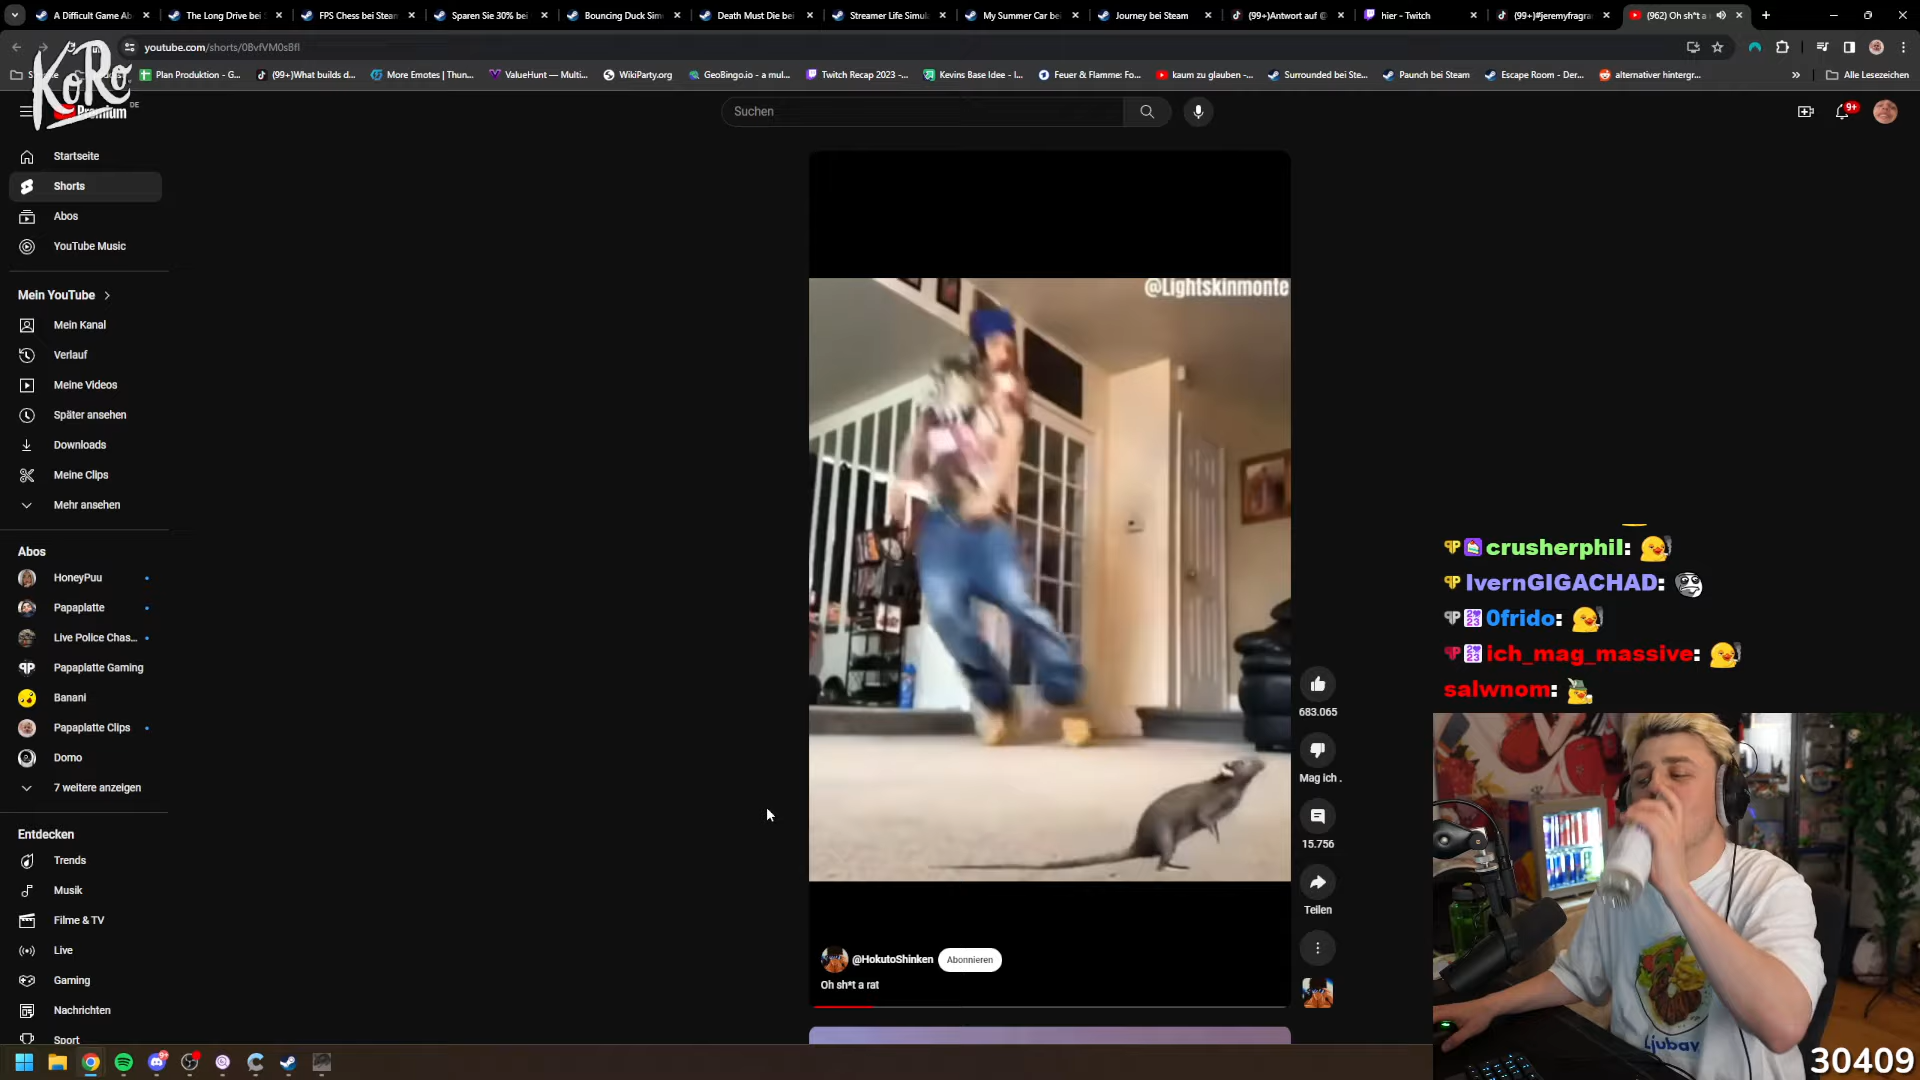 A Difficult Game Ab
The Long Drive bei
FPS Chess bei Steam
Sparen Sie 30% bei
Bouncing Duck Sim
Death Must Die bei
Streamer Life Simul
My Summer Car bei
Journey bei Steam
(99+)Antwort auf @
hier - Twitch
(99+)#jeremyfragra
(962) Oh sh*t a
youtube.com/shorts/0BvfVM0sBfI
Plan Produktion - G...
(99+)What builds d...
More Emotes | Thun...
ValueHunt — Multi...
WikiParty.org
GeoBingo.io - a mul...
Twitch Recap 2023 -...
Kevins Base Idee - I...
Feuer & Flamme: Fo...
kaum zu glauben -...
Surrounded bei Ste...
Paunch bei Steam
Escape Room - Der...
alternativer hintergr...
»
Alle Lesezeichen
KoRo
Premium
DE
Suchen
9+
Startseite
Shorts
Abos
YouTube Music
Mein YouTube
Mein Kanal
Verlauf
Meine Videos
Später ansehen
Downloads
Meine Clips
Mehr ansehen
Abos
HoneyPuu
Papaplatte
Live Police Chas...
Papaplatte Gaming
Banani
Papaplatte Clips
Domo
7 weitere anzeigen
Entdecken
Trends
Musik
Filme & TV
Live
Gaming
Nachrichten
Sport
@Lightskinmonte
683.065
Mag ich .
15.756
Teilen
@HokutoShinken
Abonnieren
Oh sh*t a rat
crusherphil:
IvernGIGACHAD:
0frido:
ich_mag_massive:
salwnom:
Ljubav
30409